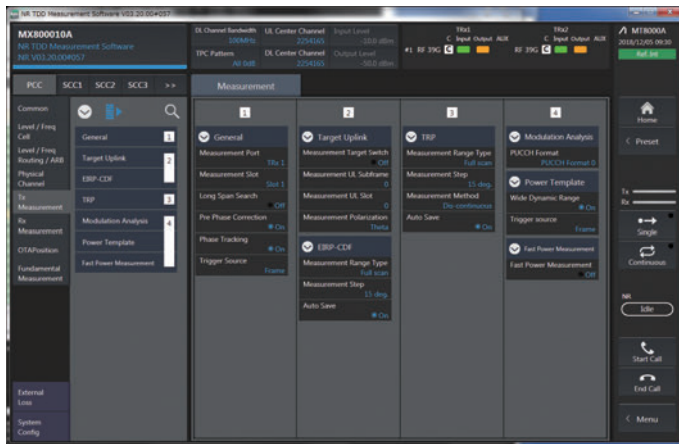 NR TDD Measurement Software V03.20.00#057
MX800010A
NR TDD Measurement Software
NR V03.20.00#057
DL Channel Bandwidth
100MHz
UL Center Channel
2254165
Input Level
-10.0 dBm
TPC Pattern
All 0dB
DL Center Channel
2254165
Output Level
-50.0 dBm
TRx1
C Input Output AUX
#1 RF 39G C
TRx2
C Input Output AUX
RF 39G C
MT8000A
2018/12/05 09:30
Ref. Int
PCC SCC1 SCC2 SCC3 >>
Measurement
Common
Level / Freq
Cell
Level / Freq
Routing / ARB
Physical
Channel
Tx
Measurement
Rx
Measurement
OTAPosition
Fundamental
Measurement
External
Loss
System
Config
General 1
Target Uplink 2
EIRP-CDF
TRP 3
Modulation Analysis 4
Power Template
Fast Power Measurement
1
General
Measurement Port
TRx 1
Measurement Slot
Slot 1
Long Span Search
Off
Pre Phase Correction
On
Phase Tracking
On
Trigger Source
Frame
2
Target Uplink
Measurement Target Switch
Off
Measurement UL Subframe
0
Measurement UL Slot
0
Measurement Polarization
Theta
EIRP-CDF
Measurement Range Type
Full scan
Measurement Step
15 deg.
Auto Save
On
3
TRP
Measurement Range Type
Full scan
Measurement Step
15 deg.
Measurement Method
Dis-continuous
Auto Save
On
4
Modulation Analysis
PUCCH Format
PUCCH Format 0
Power Template
Wide Dynamic Range
On
Trigger source
Frame
Fast Power Measurement
Fast Power Measurement
Off
Home
Preset
Tx
Rx
Single
Continuous
NR
Idle
Start Call
End Call
Menu